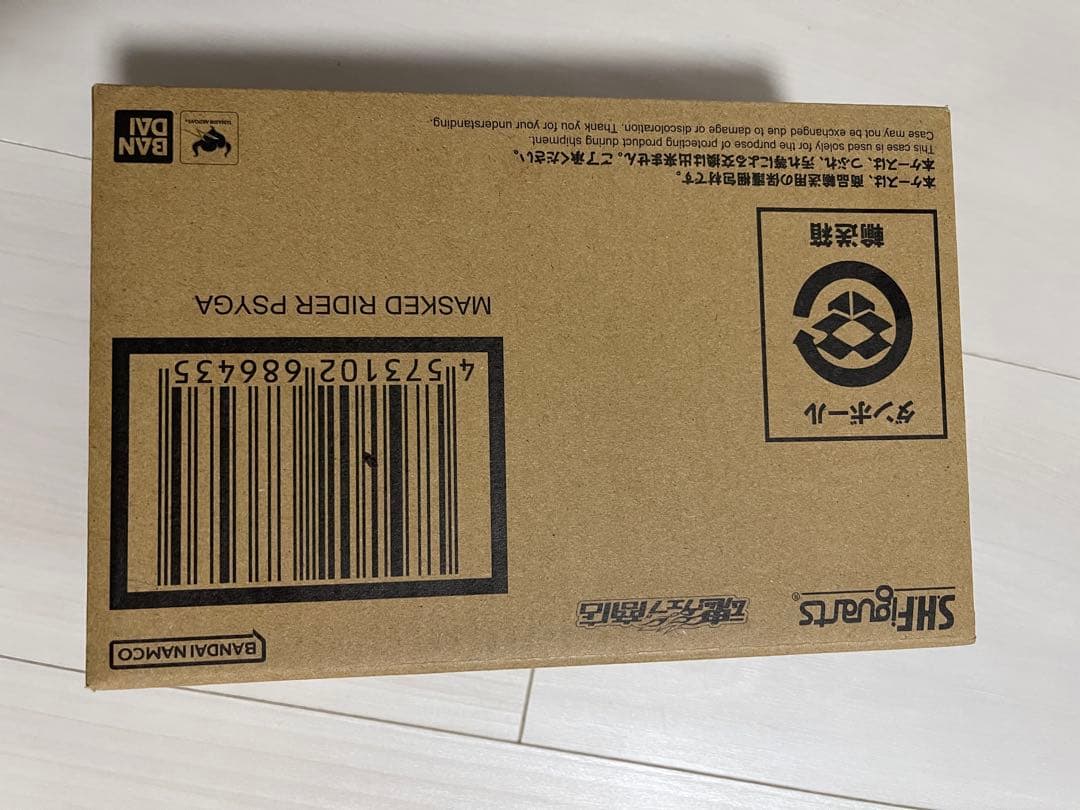 BANDAI NAMCO
S.H.Figuarts®
魂ウェブ商店
ダンボール
輸送箱
4 573102 686435
MASKED RIDER PSYGA
本ケースは、商品輸送用の保護梱包材です。
本ケースは、つぶれ、汚れ等による交換は出来ません。ご了承ください。
This case is used solely for the purpose of protecting product during shipment.
Case may not be exchanged due to damage or discoloration. Thank you for your understanding.
TAMASHII NATIONS
BAN
DAI